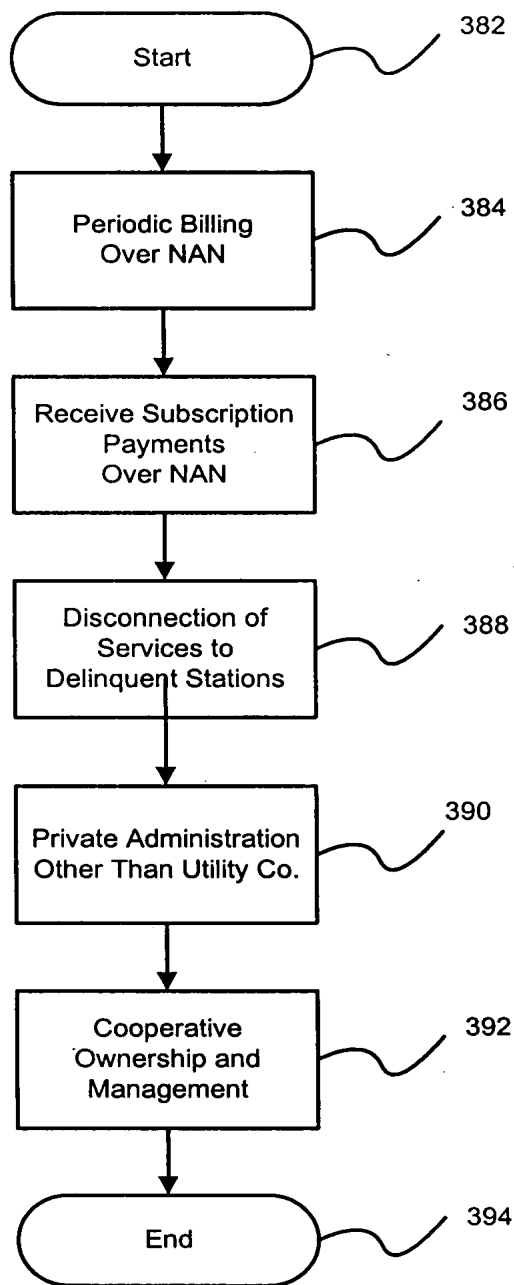 382
Start
384
Periodic Billing
Over NAN
386
Receive Subscription
Payments
Over NAN
388
Disconnection of
Services to
Delinquent Stations
390
Private Administration
Other Than Utility Co.
392
Cooperative
Ownership and
Management
394
End